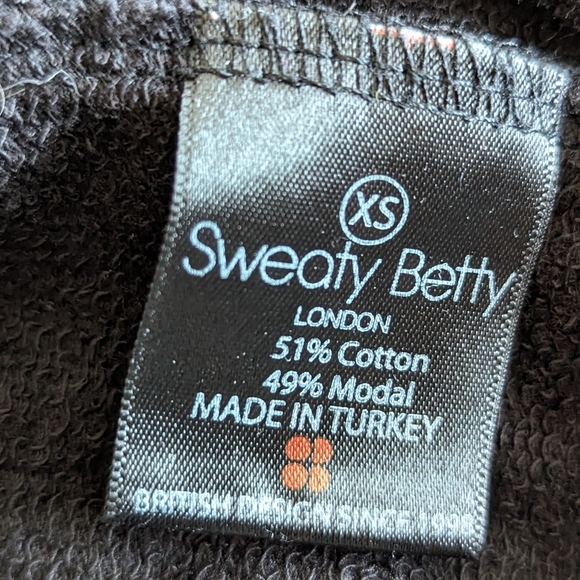 XS
Sweaty Betty
LONDON
51% Cotton
49% Modal
MADE IN TURKEY
BRITISH DESIGN SINCE 1998